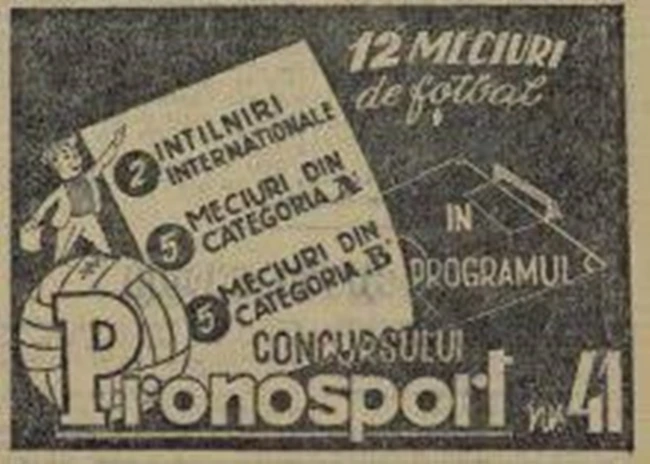 12 MECIURI
de fotbal
2 INTILNIRI
INTERNATIONALE
5 MECIURI DIN
CATEGORIA "A"
5 MECIURI DIN
CATEGORIA "B"
IN
PROGRAMUL
CONCURSULUI
Pronosport nr. 41